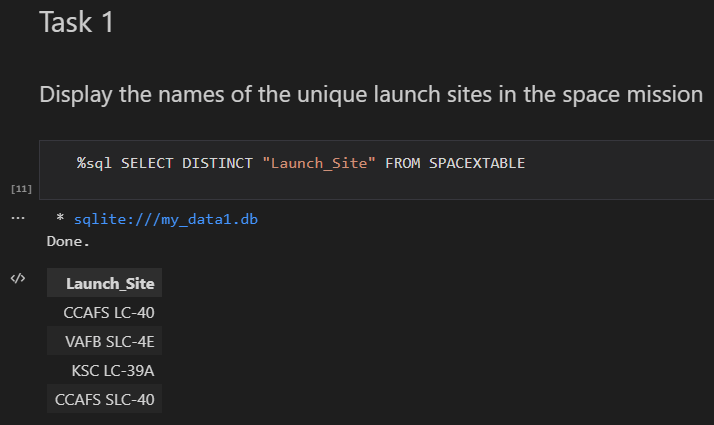 Task 1
Display the names of the unique launch sites in the space mission
%sql SELECT DISTINCT "Launch_Site" FROM SPACEXTABLE
[11]
... * sqlite:///my_data1.db
Done.
</> Launch_Site
CCAFS LC-40
VAFB SLC-4E
KSC LC-39A
CCAFS SLC-40